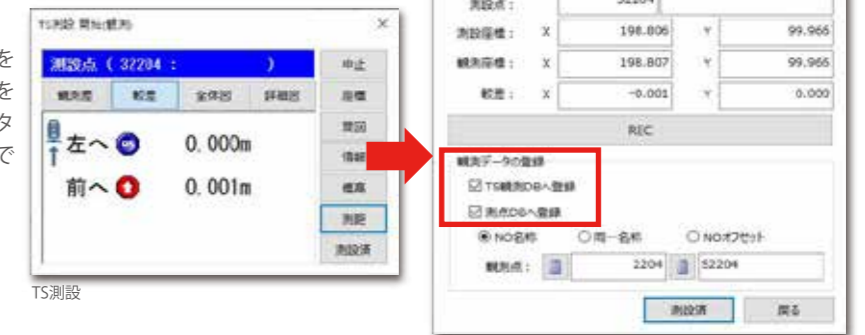 を
を
タ
で
TS測設 開始(観測)
測設点 ( 32204 : )
中止
観測差 較差 全体図 詳細図
座標
左へ 0.000m
情報
前へ 0.001m
標高
測距
測設済
TS測設
測設点 : 52204
測設座標 : X 198.806 Y 99.966
観測座標 : X 198.807 Y 99.966
較差 : X -0.001 Y 0.000
REC
観測データの登録
TS観測DBへ登録
測点DBへ登録
NO名称 同一名称 NOオフセット
観測点 : 2204 52204
測設済 戻る